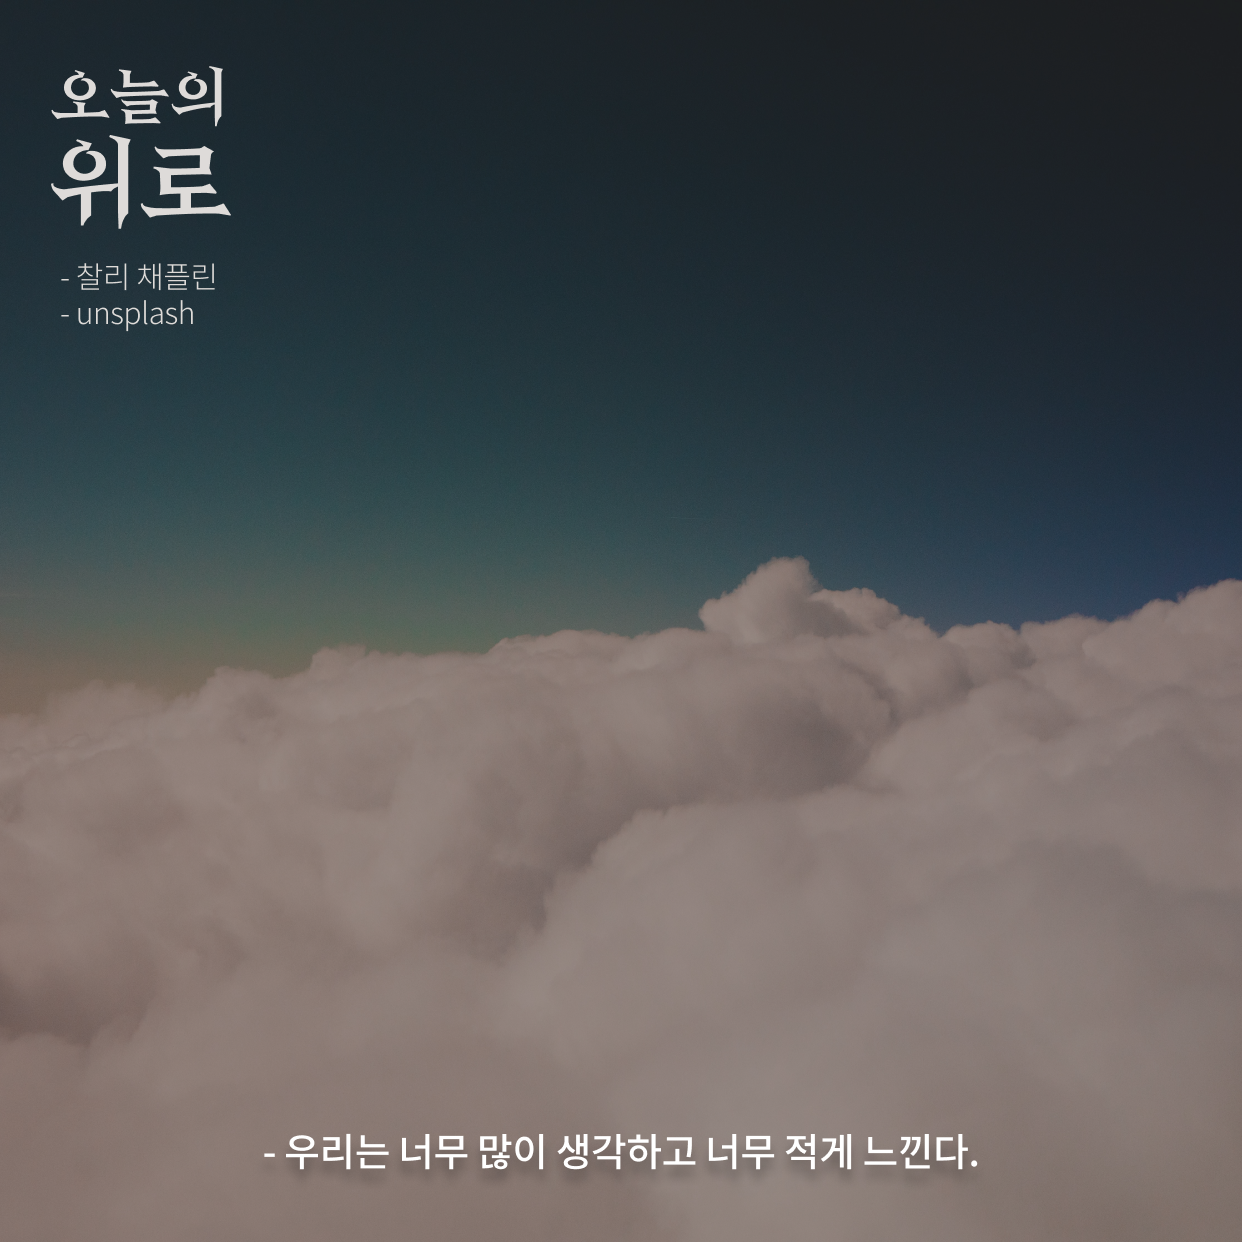 오늘의
위로
- 찰리 채플린
- unsplash
- 우리는 너무 많이 생각하고 너무 적게 느낀다.